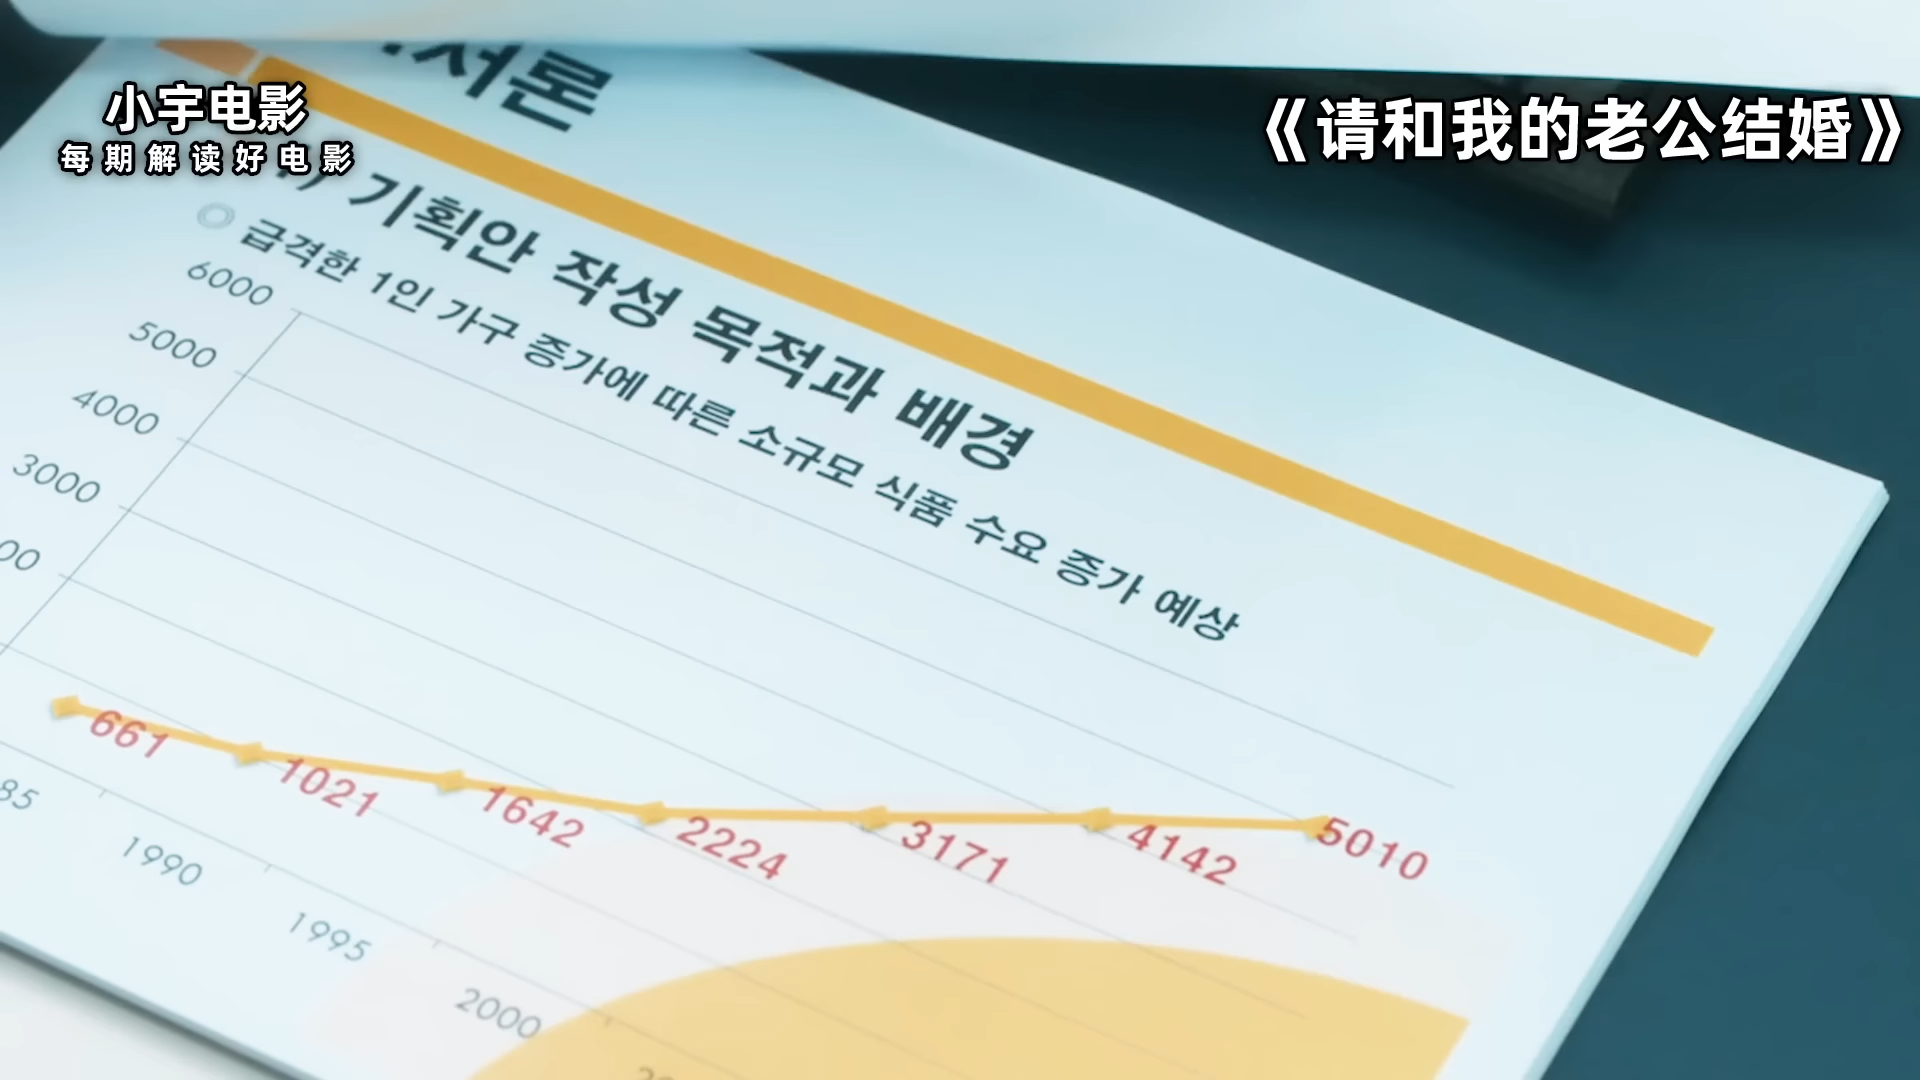 小宇电影
每期解读好电影
《请和我的老公结婚》
서론
기획안 작성 목적과 배경
◎ 급격한 1인 가구 증가에 따른 소규모 식품 수요 증가 예상
6000
5000
4000
3000
00
661
1021
1642
2224
3171
4142
5010
85
1990
1995
2000